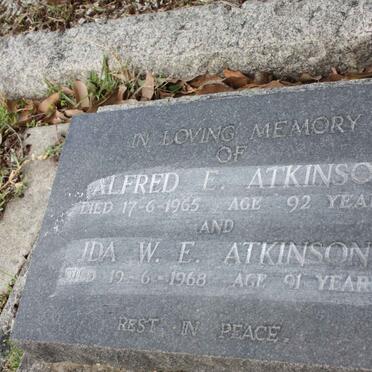 IN LOVING MEMORY
OF
ALFRED E. ATKINSO
DIED 17-6-1965 AGE 92 YEA
AND
IDA W. E. ATKINSON
DIED 19-6-1968 AGE 91 YEAR
REST IN PEACE.